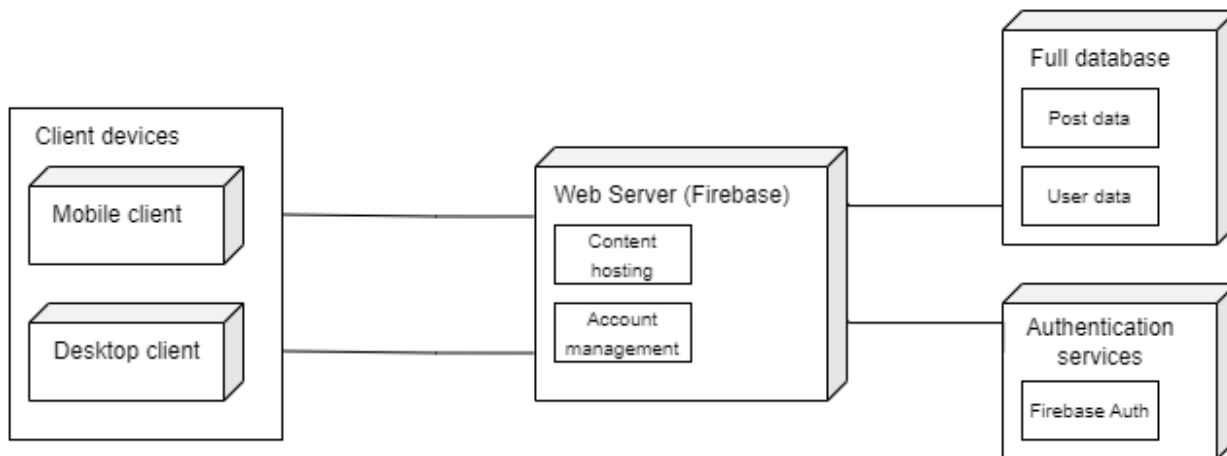 Client devices
Mobile client
Desktop client
Web Server (Firebase)
Content
hosting
Account
management
Full database
Post data
User data
Authentication
services
Firebase Auth